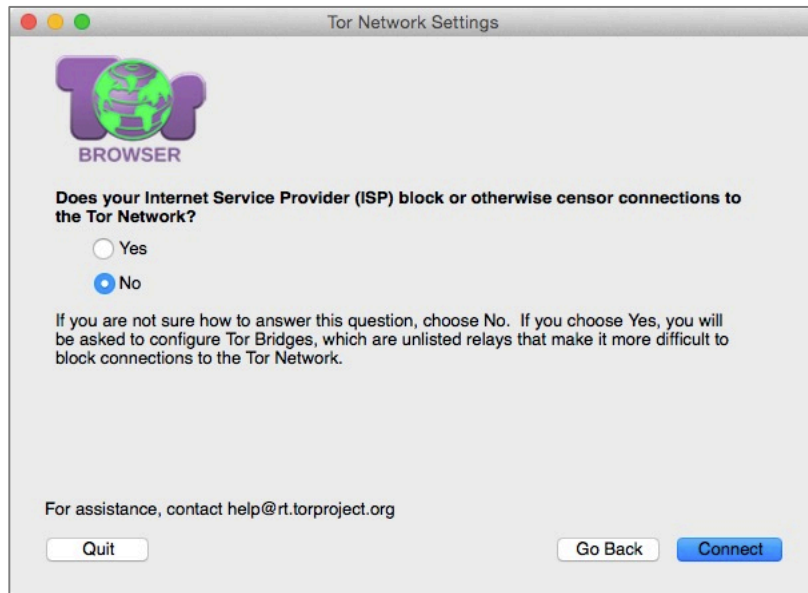 Tor Network Settings
Tor
BROWSER
Does your Internet Service Provider (ISP) block or otherwise censor connections to
the Tor Network?
Yes
No
If you are not sure how to answer this question, choose No.  If you choose Yes, you will
be asked to configure Tor Bridges, which are unlisted relays that make it more difficult to
block connections to the Tor Network.
For assistance, contact help@rt.torproject.org
Quit
Go Back
Connect